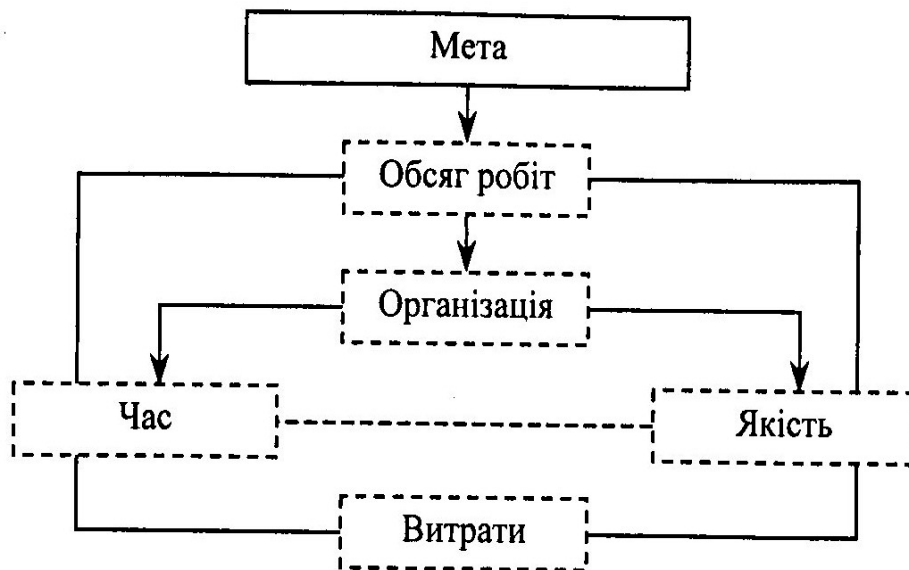 Мета
Обсяг робіт
Організація
Час
Якість
Витрати